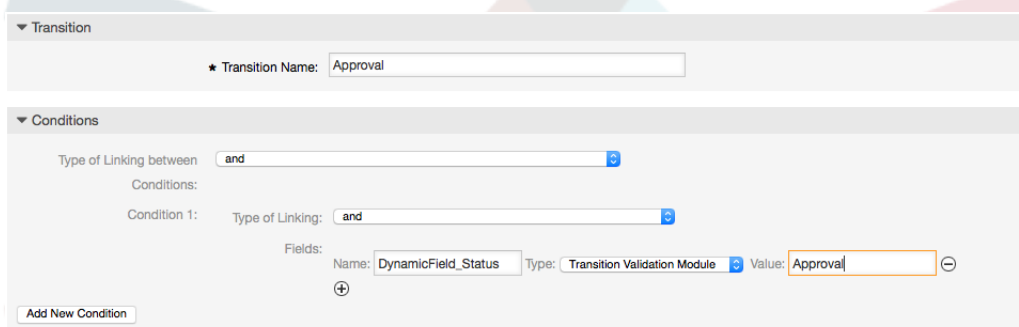 Transition
★ Transition Name: Approval
Conditions
Type of Linking between Conditions: and
Condition 1: Type of Linking: and
Fields:
Name: DynamicField_Status Type: Transition Validation Module Value: Approval
Add New Condition